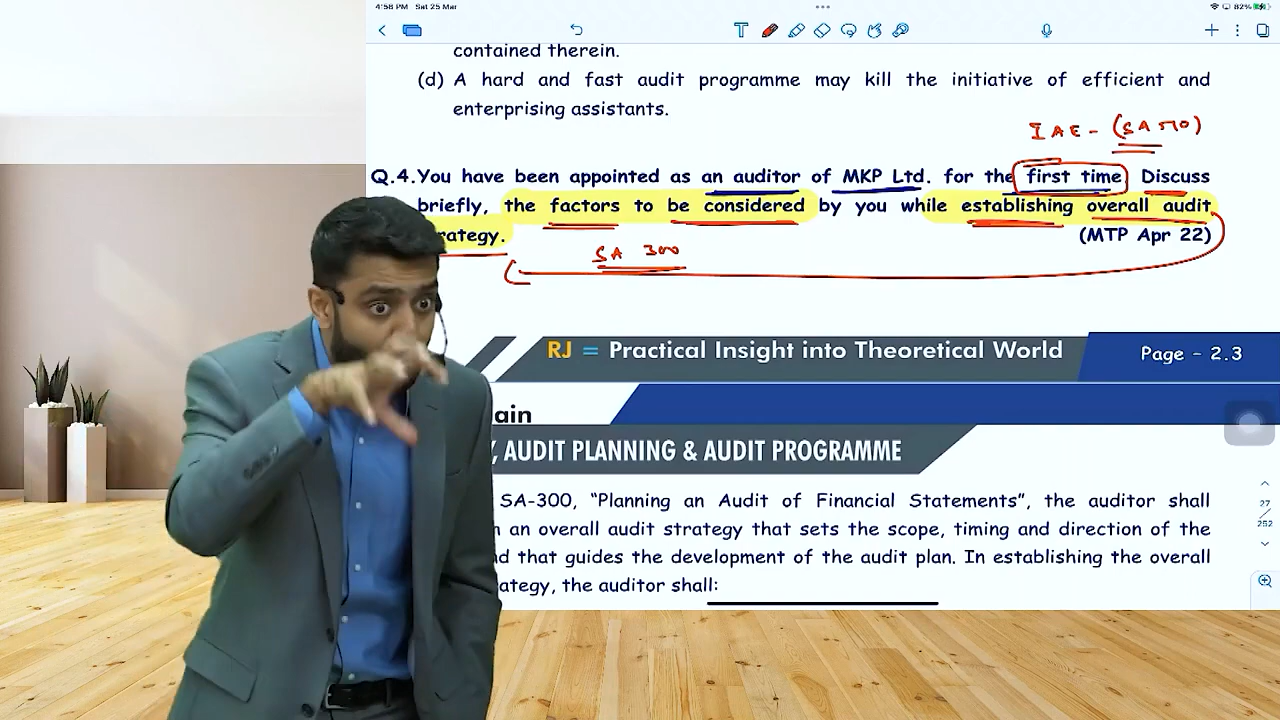 4:58 PM Sat 25 Mar
82%
contained therein.
(d) A hard and fast audit programme may kill the initiative of efficient and
enterprising assistants.
IAE - (SA 510)
Q.4.You have been appointed as an auditor of MKP Ltd. for the first time Discuss
briefly, the factors to be considered by you while establishing overall audit
rategy. (MTP Apr 22)
SA 300
RJ = Practical Insight into Theoretical World
Page - 2.3
ain
, AUDIT PLANNING & AUDIT PROGRAMME
SA-300, “Planning an Audit of Financial Statements”, the auditor shall
an overall audit strategy that sets the scope, timing and direction of the
d that guides the development of the audit plan. In establishing the overall
ategy, the auditor shall:
27
252